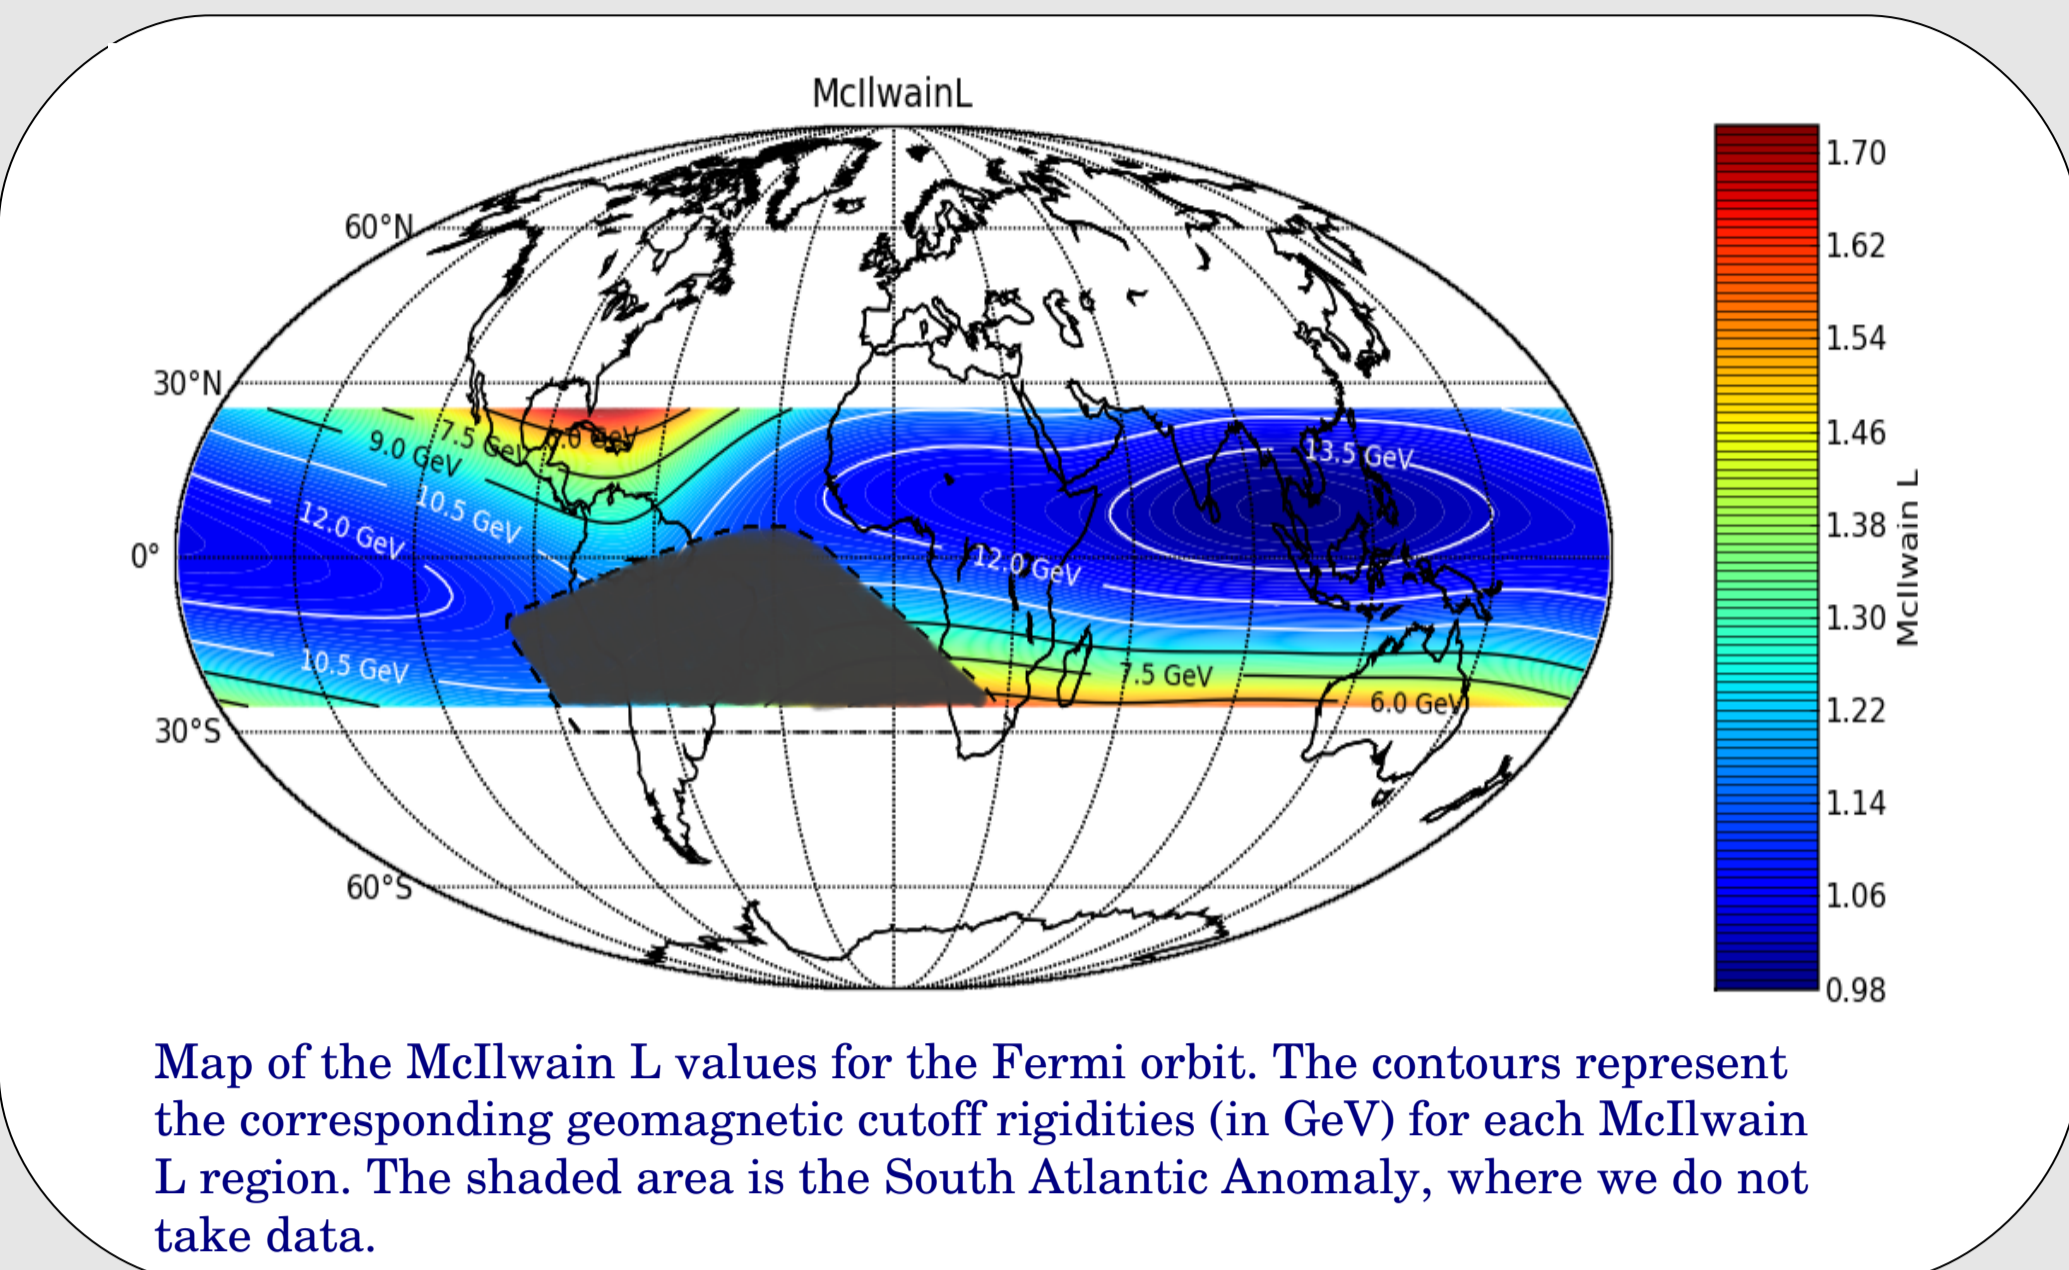 McIlwainL
60°N
30°N
0°
30°S
60°S
9.0 GeV
7.5 GeV
10.5 GeV
12.0 GeV
10.5 GeV
13.5 GeV
12.0 GeV
7.5 GeV
6.0 GeV
1.70
1.62
1.54
1.46
1.38
1.30
1.22
1.14
1.06
0.98
McIlwain L
Map of the McIlwain L values for the Fermi orbit. The contours represent
the corresponding geomagnetic cutoff rigidities (in GeV) for each McIlwain
L region. The shaded area is the South Atlantic Anomaly, where we do not
take data.